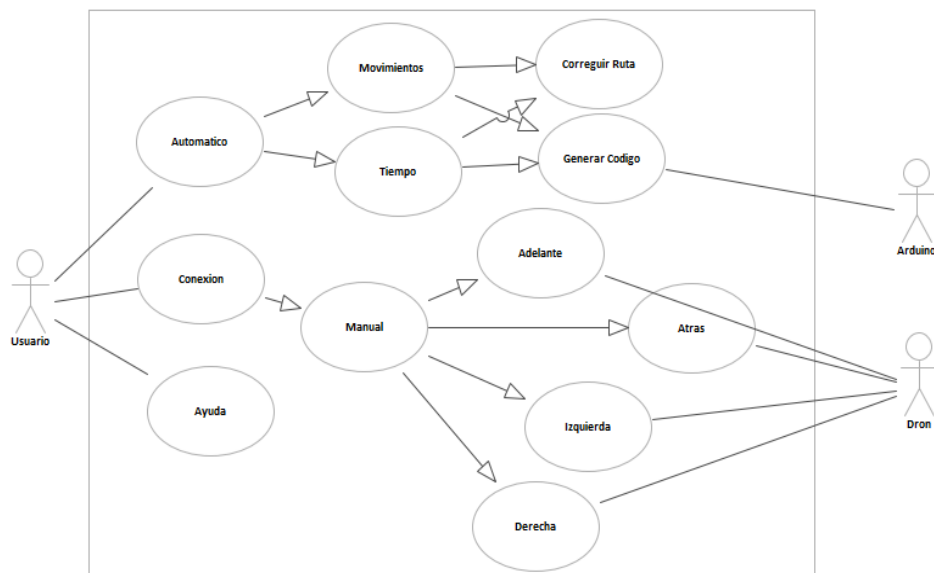 Movimientos
Correguir Ruta
Automatico
Tiempo
Generar Codigo
Arduino
Adelante
Conexion
Usuario
Manual
Atras
Ayuda
Izquierda
Dron
Derecha